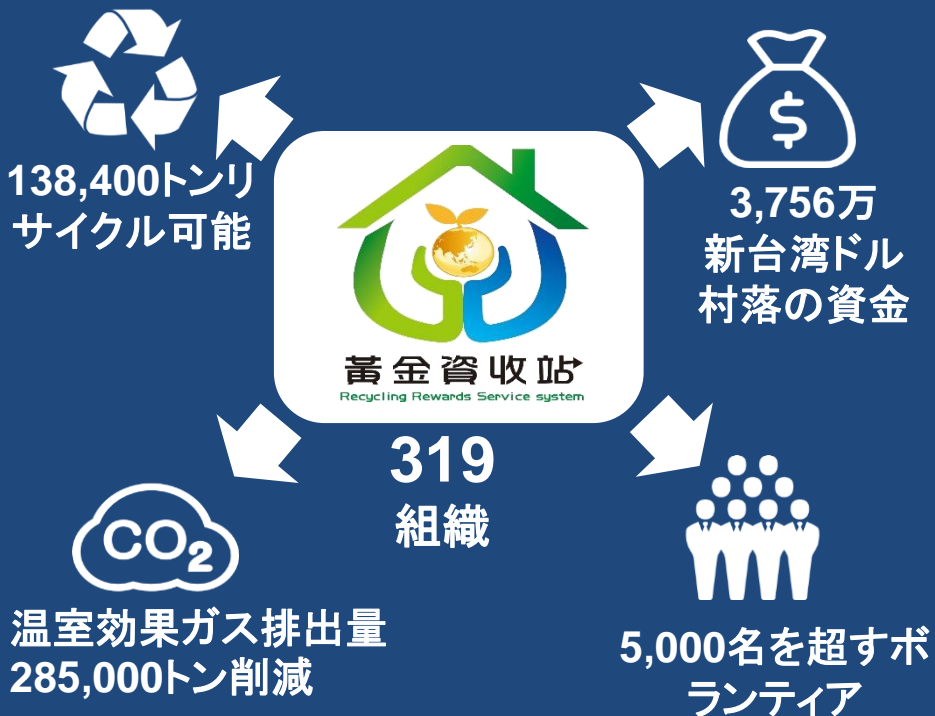 138,400トンリ
サイクル可能
$
3,756万
新台湾ドル
村落の資金
黃金資收站
Recycling Rewards Service system
319
組織
CO2
温室効果ガス排出量
285,000トン削減
5,000名を超すボ
ランティア